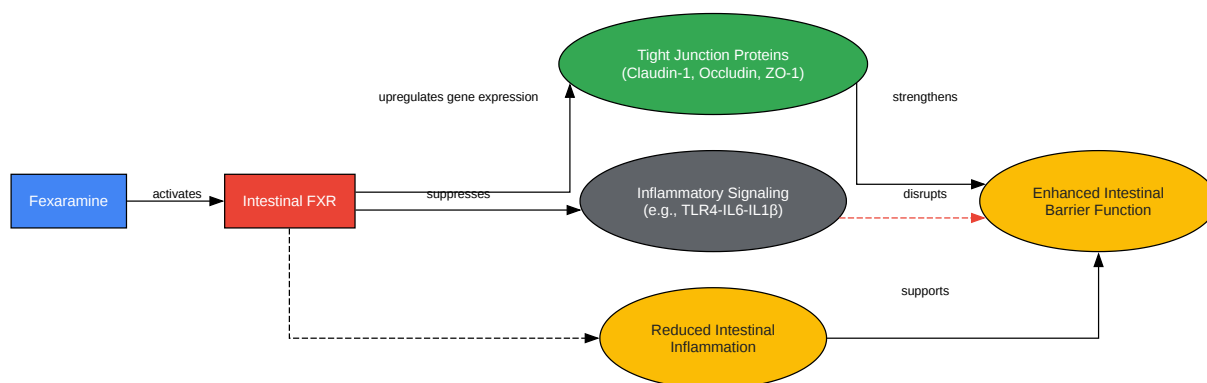 Tight Junction Proteins
(Claudin-1, Occludin, ZO-1)
upregulates gene expression
strengthens
Fexaramine
activates
Intestinal FXR
suppresses
Inflammatory Signaling
(e.g., TLR4-IL6-IL1β)
disrupts
Enhanced Intestinal
Barrier Function
supports
Reduced Intestinal
Inflammation